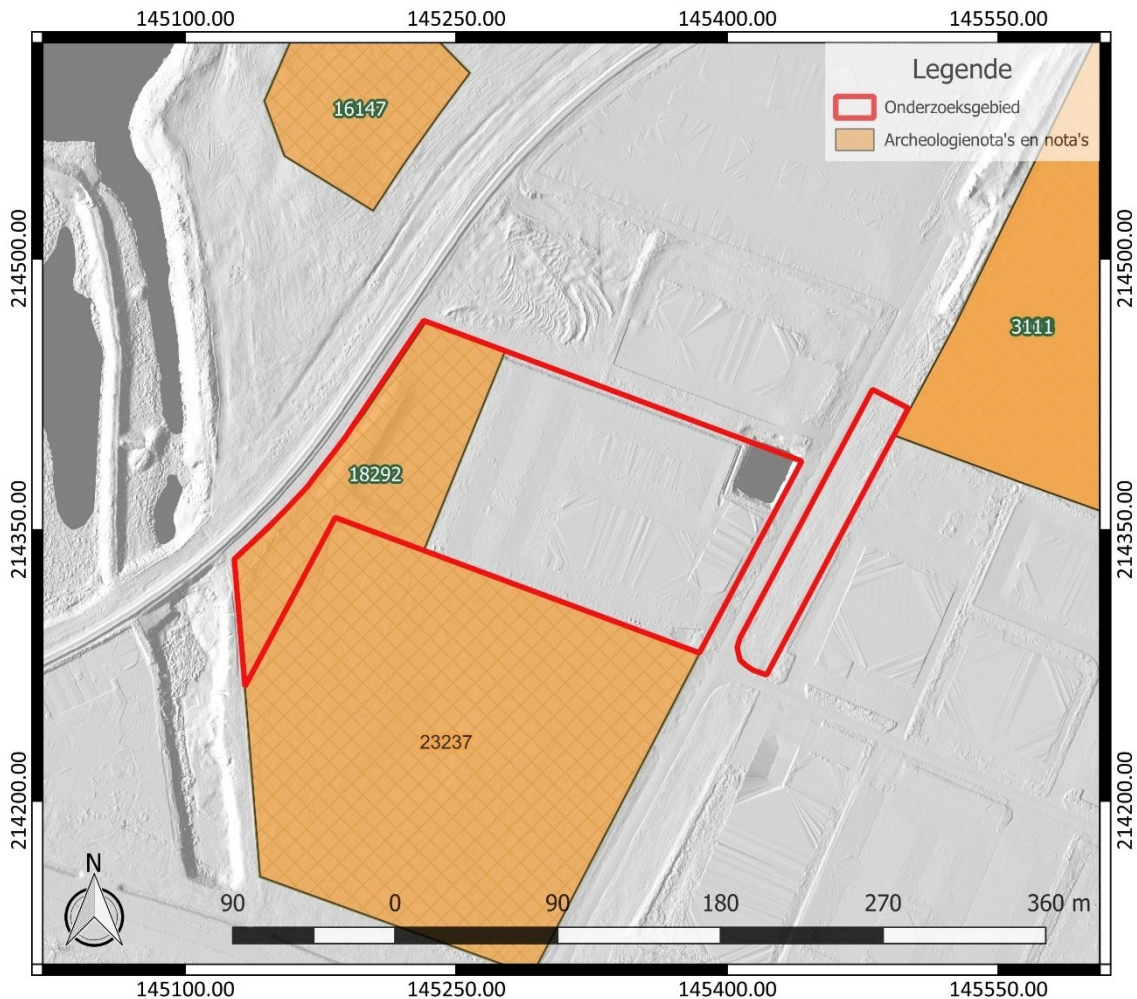 145100.00 145250.00 145400.00 145550.00
Legende
Onderzoeksgebied
Archeologienota's en nota's
16147
214500.00 214500.00
3111
18292
214350.00 214350.00
23237
214200.00 214200.00
N
90 0 90 180 270 360 m
145100.00 145250.00 145400.00 145550.00